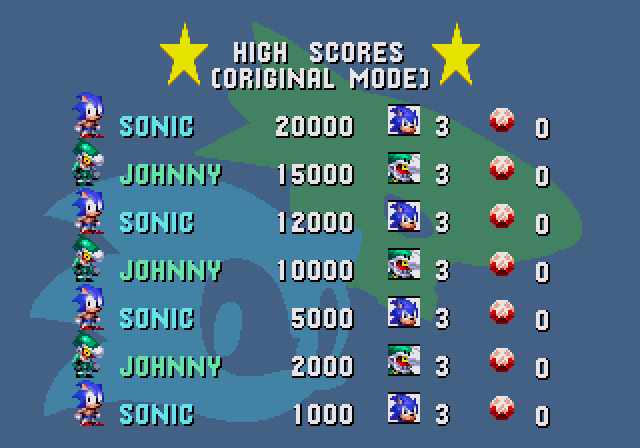 HIGH SCORES
(ORIGINAL MODE)
SONIC 20000 3 0
JOHNNY 15000 3 0
SONIC 12000 3 0
JOHNNY 10000 3 0
SONIC 5000 3 0
JOHNNY 2000 3 0
SONIC 1000 3 0